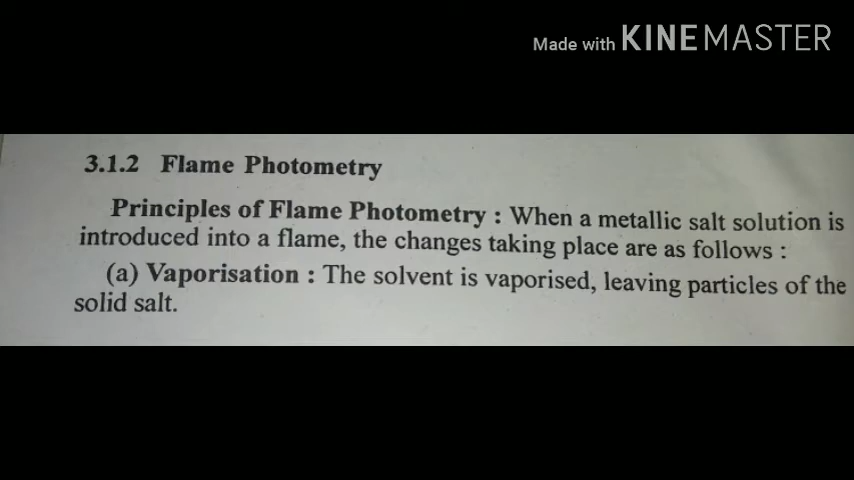 Made with KINEMASTER
3.1.2 Flame Photometry
Principles of Flame Photometry : When a metallic salt solution is
introduced into a flame, the changes taking place are as follows :
(a) Vaporisation : The solvent is vaporised, leaving particles of the
solid salt.